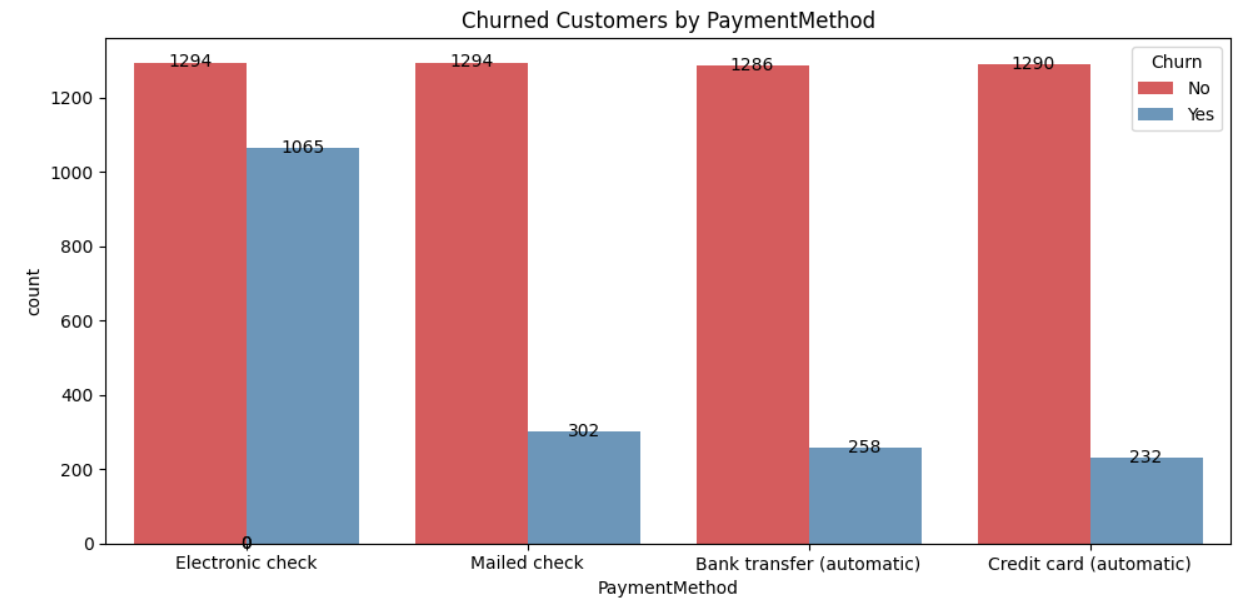 Churned Customers by PaymentMethod
Churn
No
Yes
count
1200
1000
800
600
400
200
0
1294
1065
1294
302
1286
258
1290
232
0
Electronic check
Mailed check
Bank transfer (automatic)
Credit card (automatic)
PaymentMethod